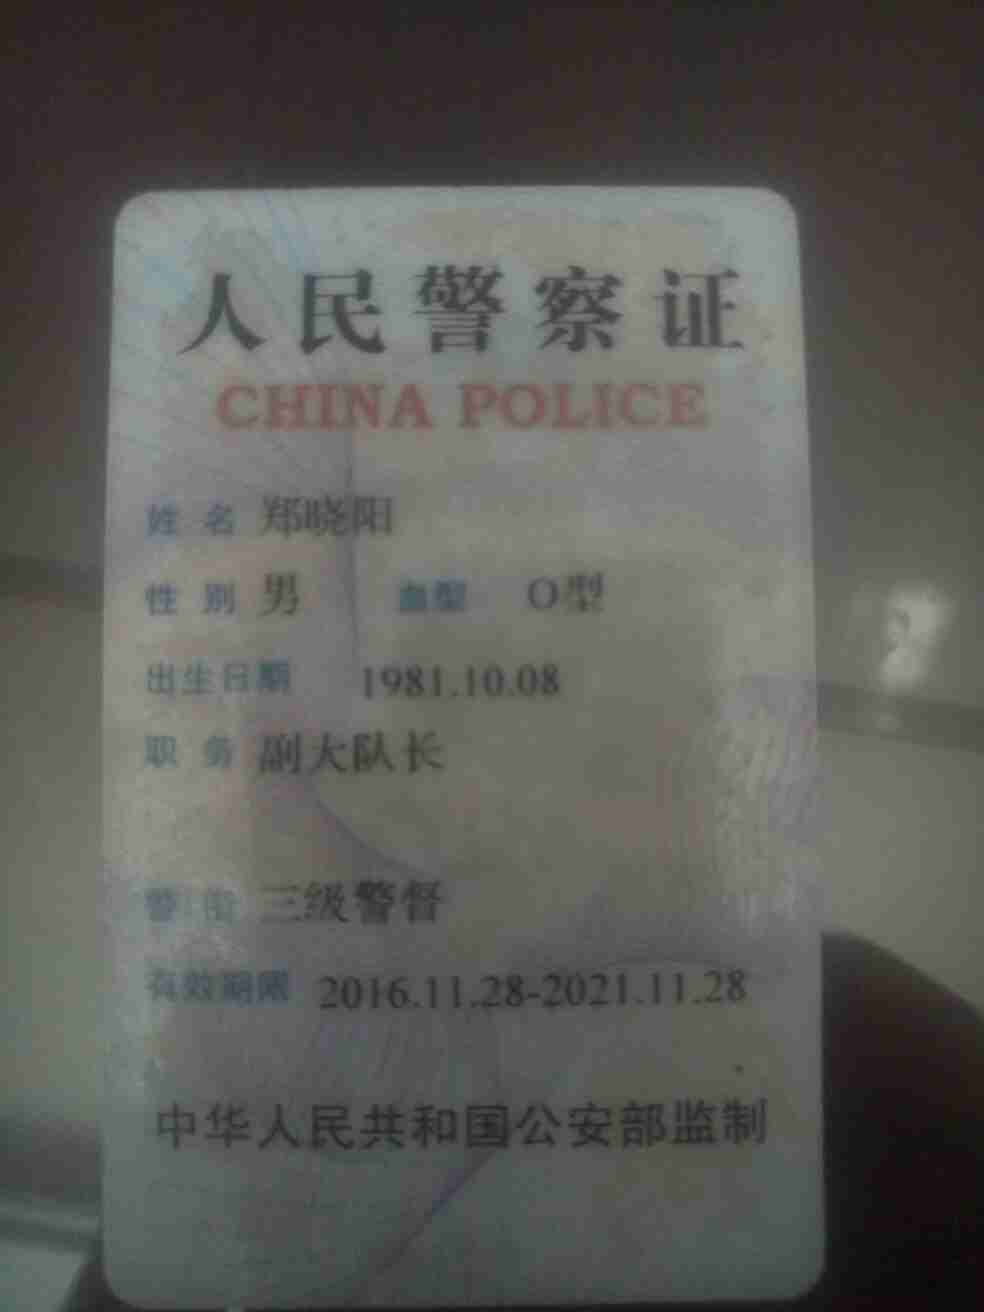 人民警察证
CHINA POLICE
姓名 郑晓阳
性别 男 血型 O型
出生日期 1981.10.08
职务 副大队长
警衔 三级警督
有效期限 2016.11.28-2021.11.28
中华人民共和国公安部监制